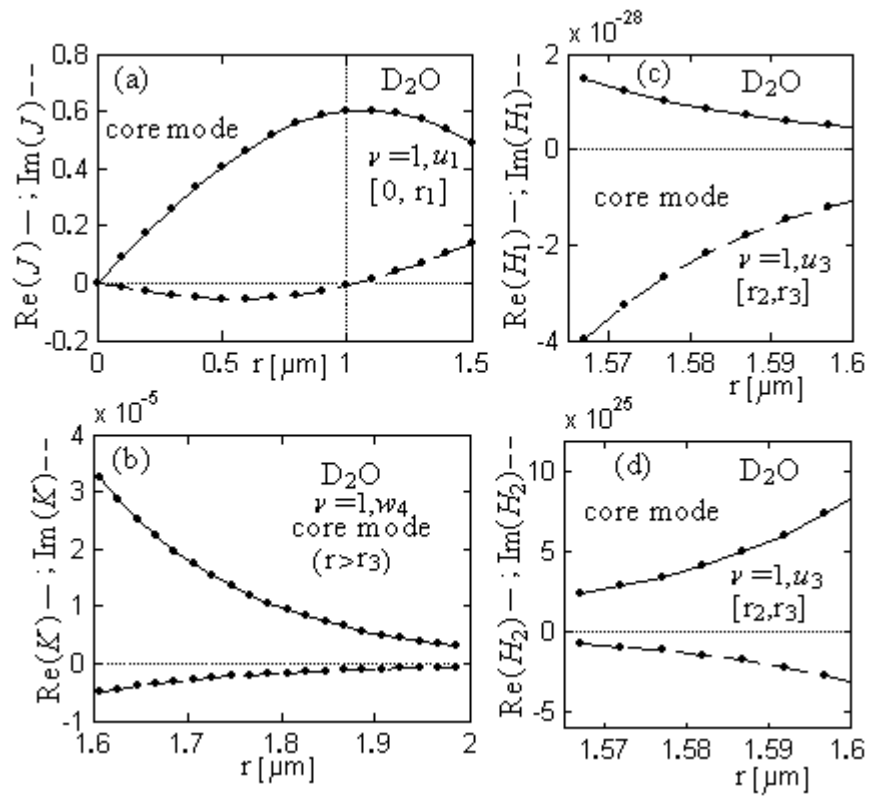 (a)
D₂O
core mode
ν=1,u₁
[0, r₁]
Re(J)—;Im(J)--
0.8
0.6
0.4
0.2
0
-0.2
0
0.5
1
1.5
r [µm]
x 10⁻²⁸
(c)
D₂O
core mode
ν=1,u₃
[r₂,r₃]
Re(H₁)—;Im(H₁)--
2
0
-2
-4
1.57
1.58
1.59
1.6
r [µm]
x 10⁻⁵
(b)
D₂O
ν=1,w₄
core mode
(r>r₃)
Re(K)—;Im(K)--
4
3
2
1
0
-1
1.6
1.7
1.8
1.9
2
r [µm]
x 10²⁵
(d)
D₂O
core mode
ν=1,u₃
[r₂,r₃]
Re(H₂)—;Im(H₂)--
10
5
0
-5
1.57
1.58
1.59
1.6
r [µm]